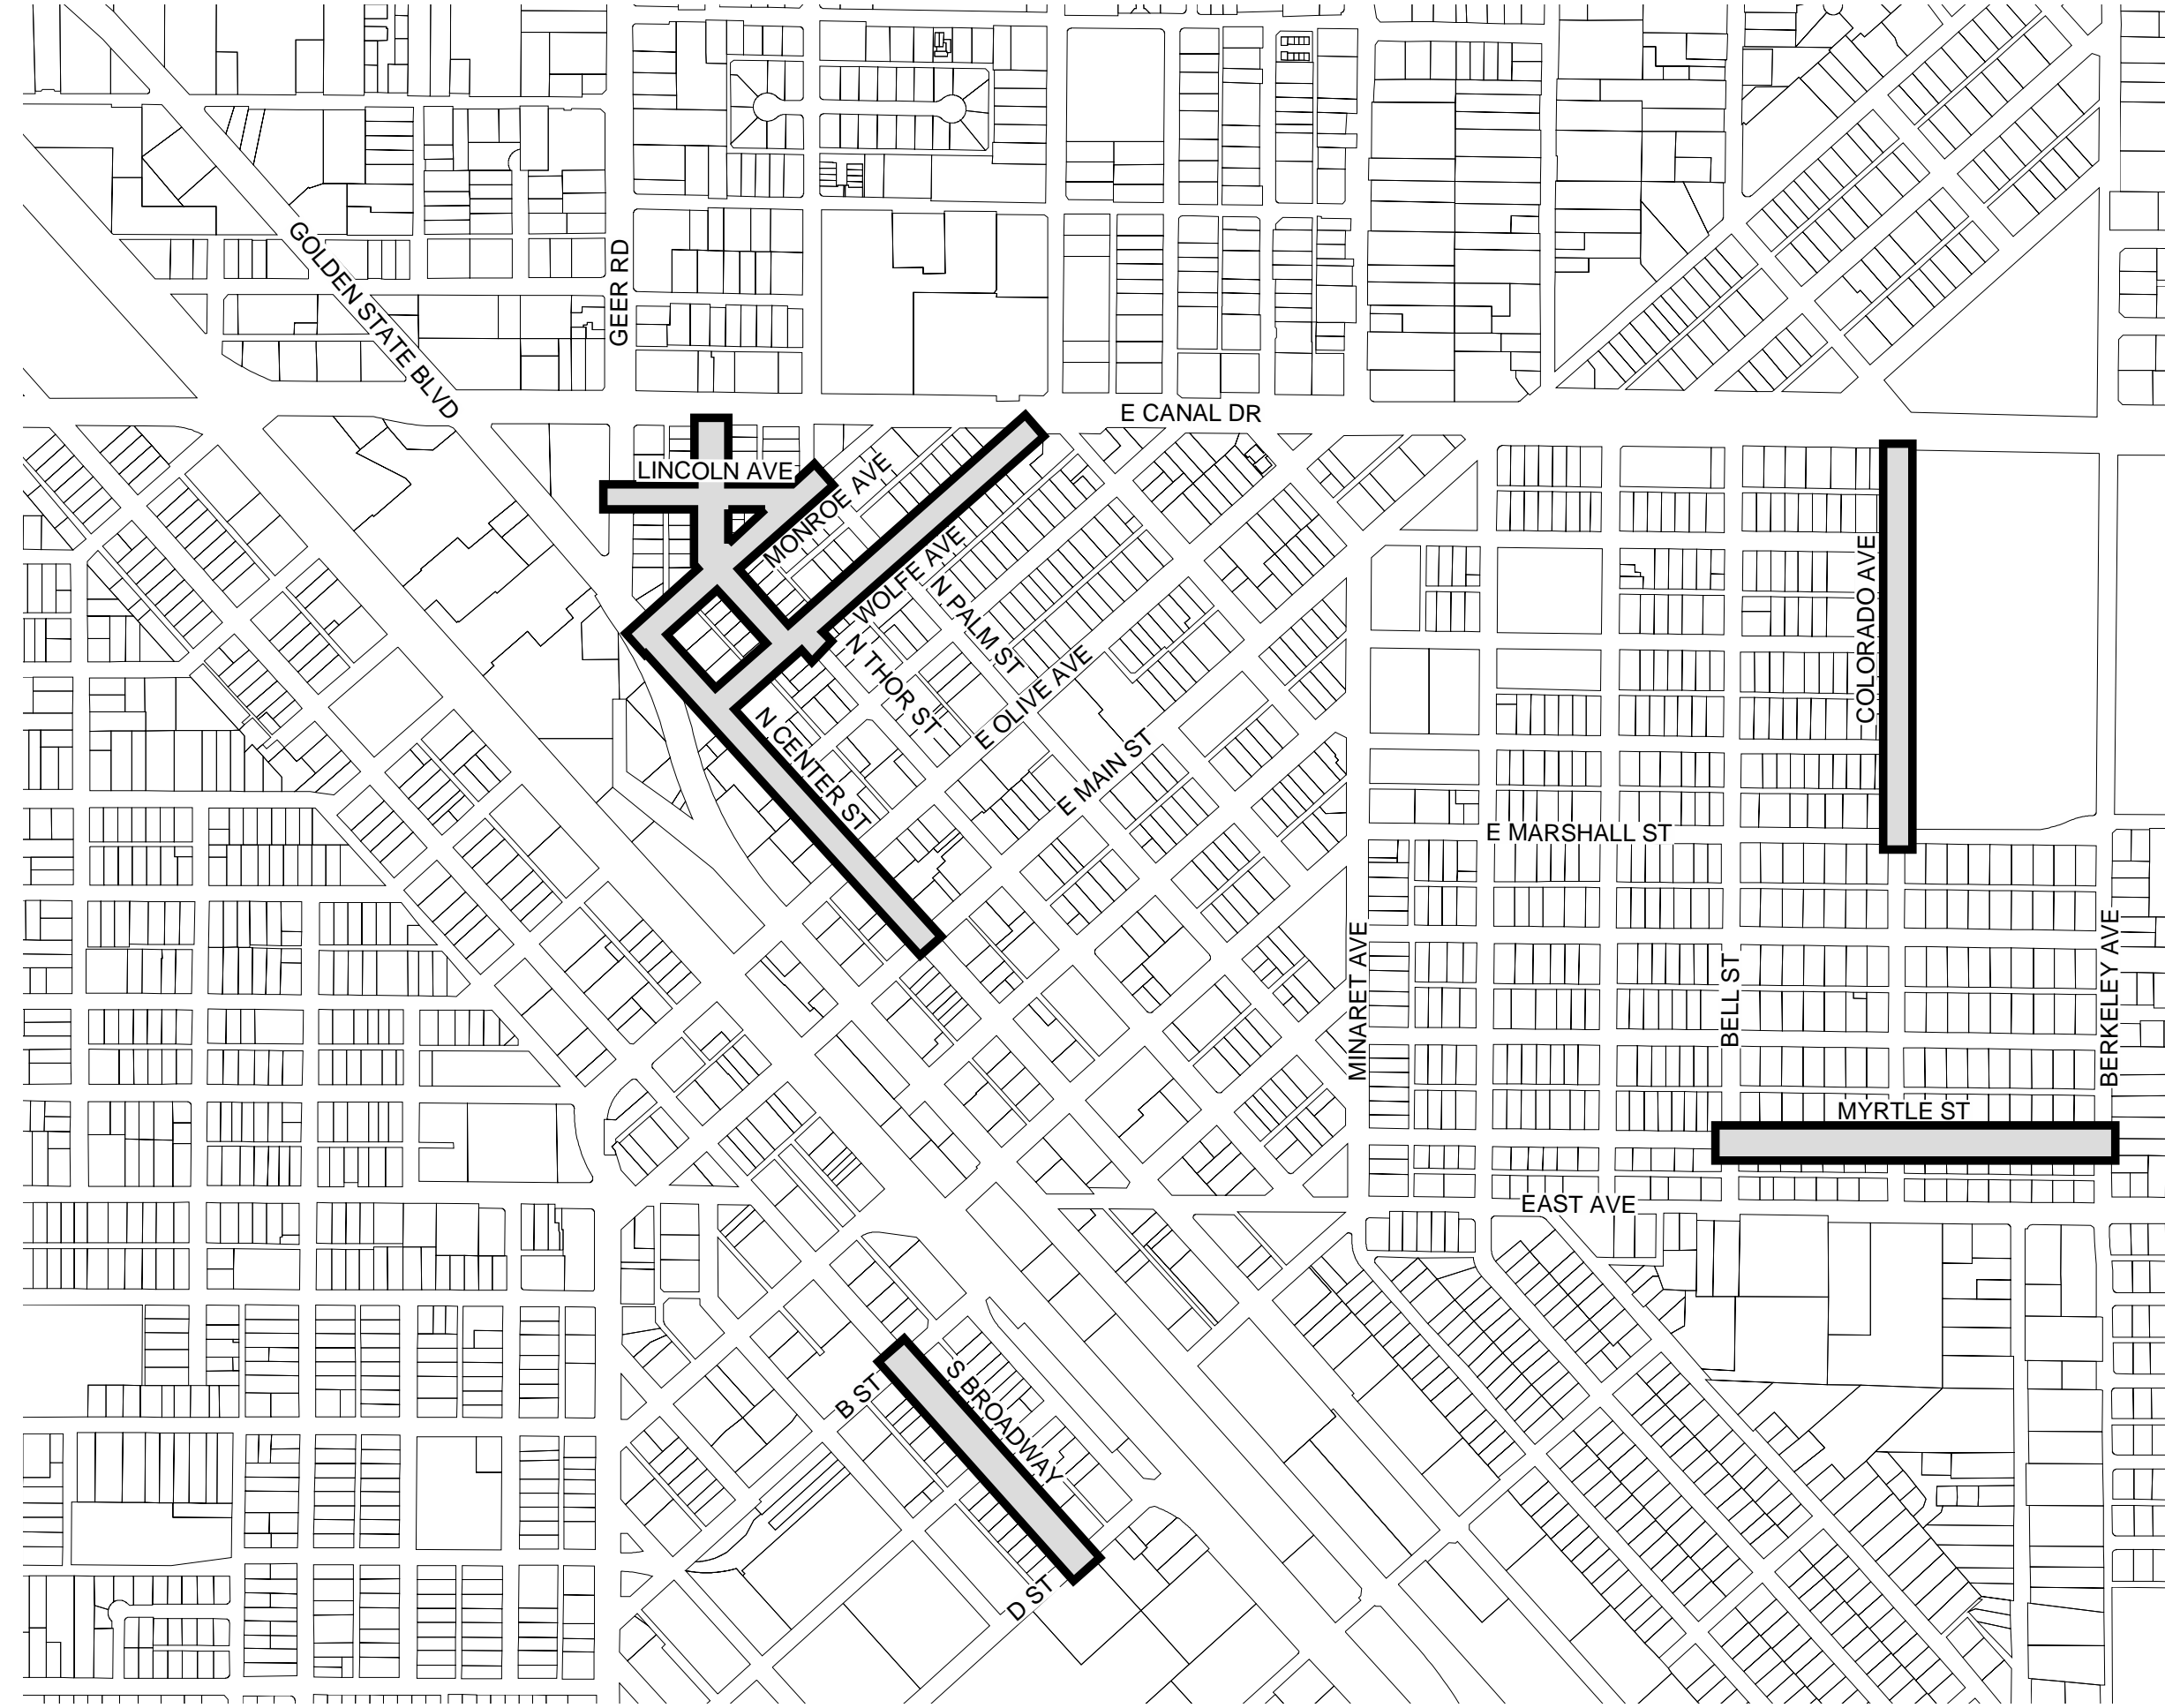 GOLDEN STATE BLVD
GEER RD
E CANAL DR
LINCOLN AVE
MONROE AVE
WOLFE AVE
N PALM ST
N THOR ST
E OLIVE AVE
N CENTER ST
E MAIN ST
COLORADO AVE
E MARSHALL ST
MINARET AVE
BELL ST
BERKELEY AVE
MYRTLE ST
EAST AVE
B ST
S BROADWAY
D ST